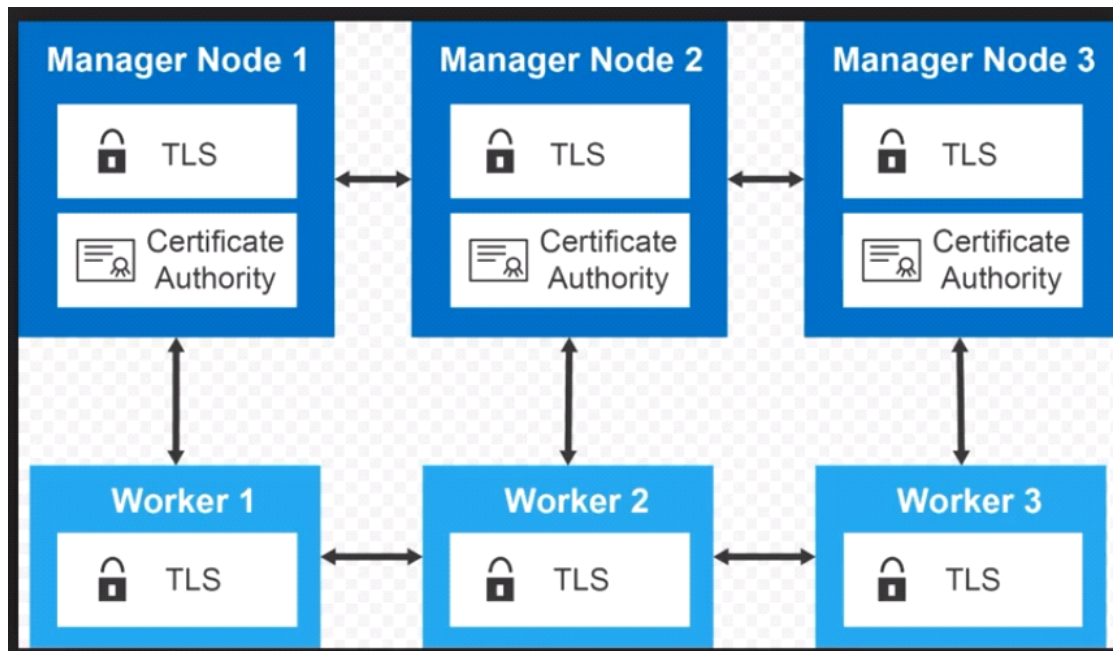 Manager Node 1
TLS
Certificate
Authority
Manager Node 2
TLS
Certificate
Authority
Manager Node 3
TLS
Certificate
Authority
Worker 1
TLS
Worker 2
TLS
Worker 3
TLS